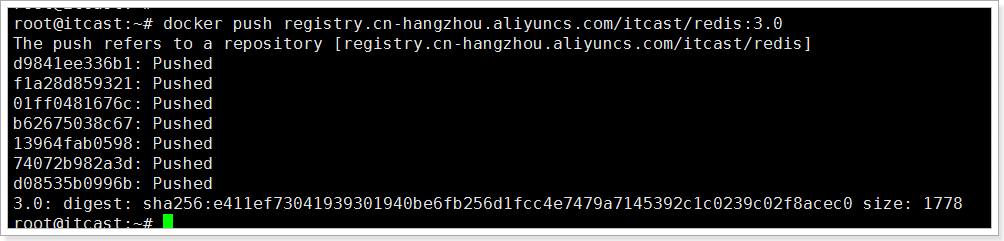 root@itcast:~#
root@itcast:~# docker push registry.cn-hangzhou.aliyuncs.com/itcast/redis:3.0
The push refers to a repository [registry.cn-hangzhou.aliyuncs.com/itcast/redis]
d9841ee336b1: Pushed
f1a28d859321: Pushed
01ff0481676c: Pushed
b62675038c67: Pushed
13964fab0598: Pushed
74072b982a3d: Pushed
d08535b0996b: Pushed
3.0: digest: sha256:e411ef73041939301940be6fb256d1fcc4e7479a7145392c1c0239c02f8acec0 size: 1778
root@itcast:~#